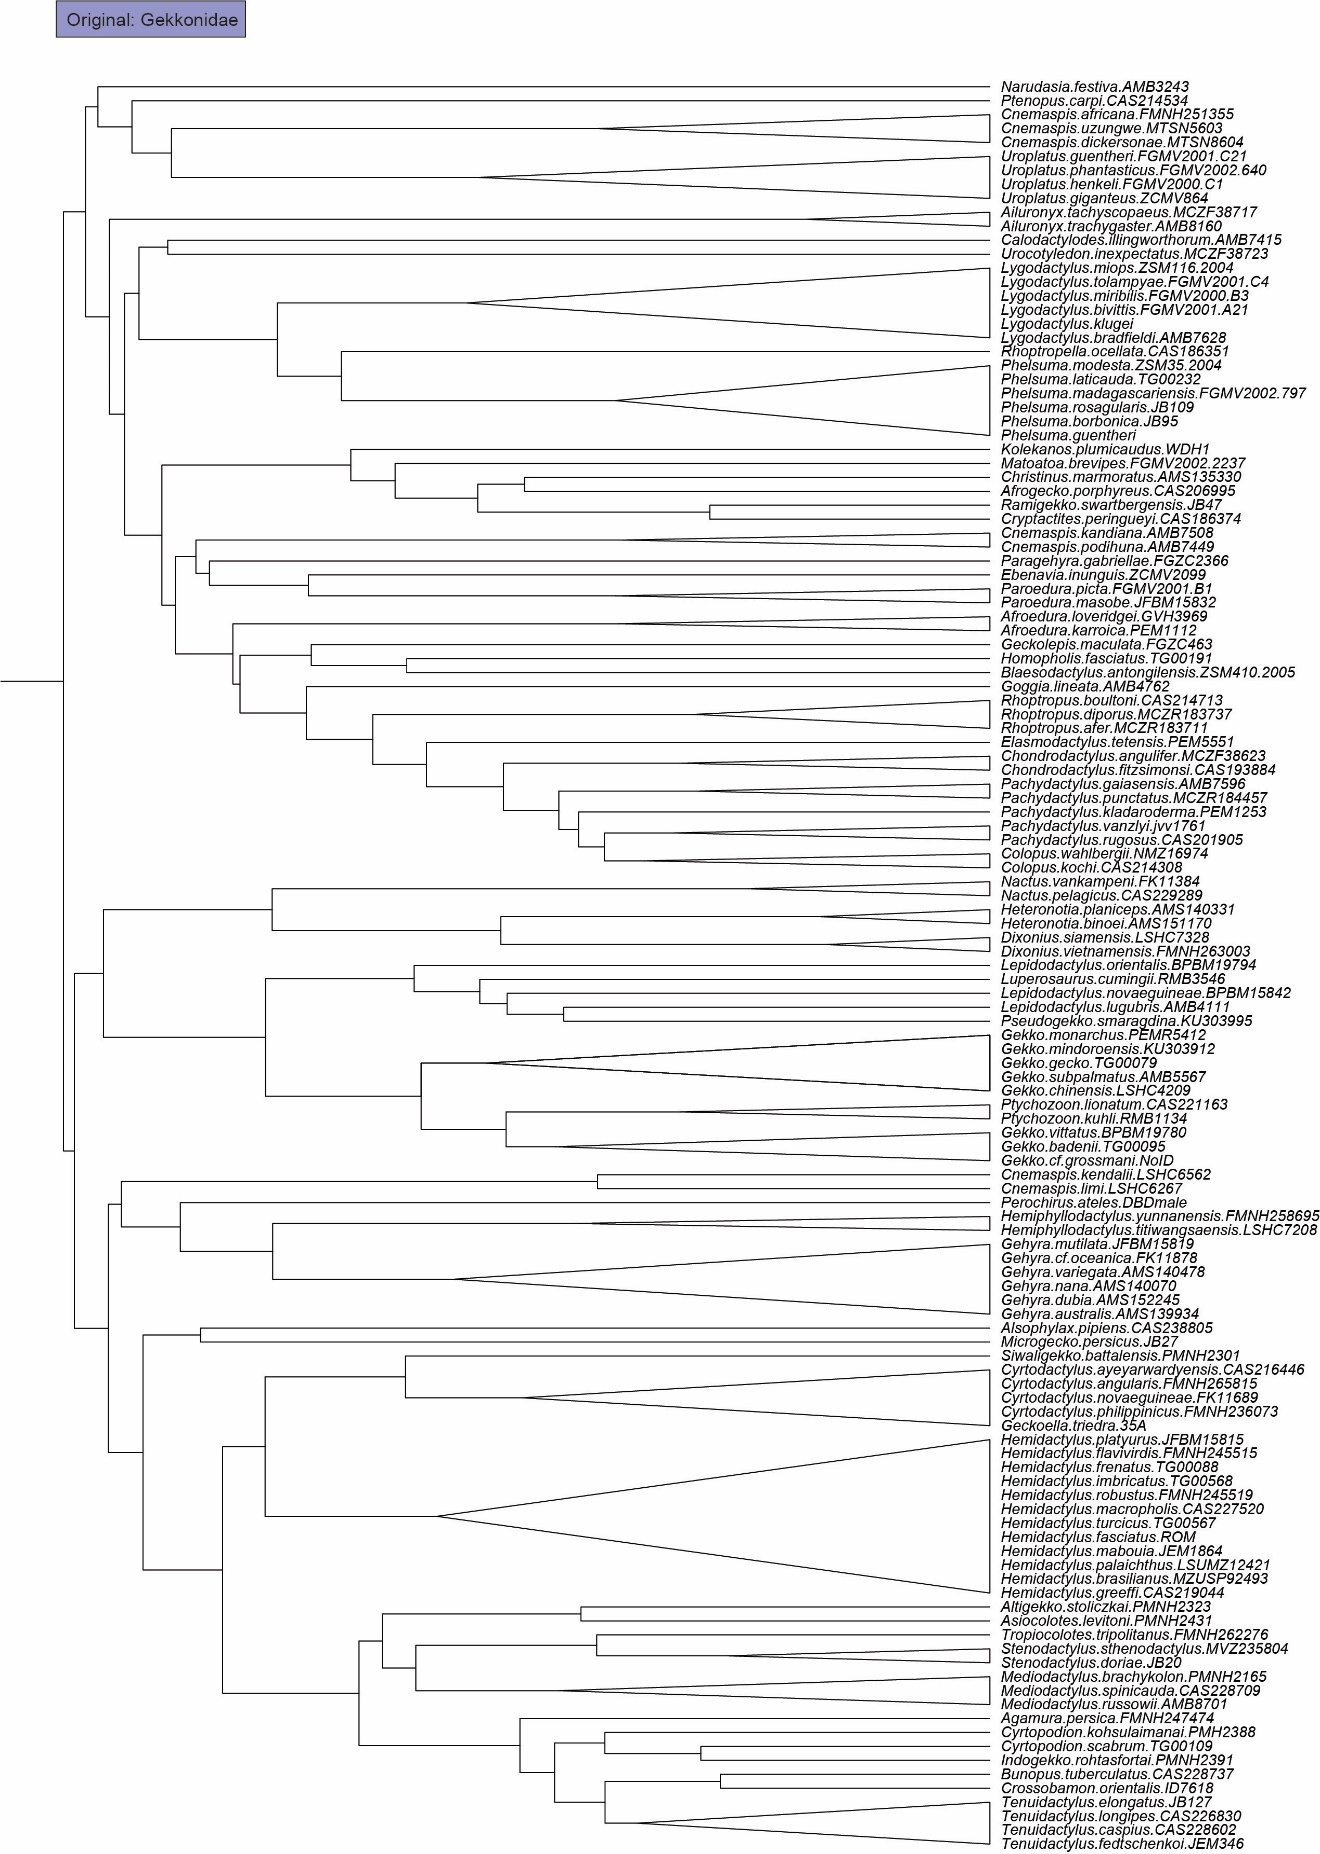 Original: Gekkonidae
Narudasia.festiva.AMB3243
Ptenopus.carpi.CAS214534
Cnemaspis.africana.FMNH251355
Cnemaspis.uzungwe.MTSN5603
Cnemaspis.dickersonae.MTSN8604
Uroplatus.guentheri.FGMV2001.C21
Uroplatus.phantasticus.FGMV2002.640
Uroplatus.henkeli.FGMV2000.C1
Uroplatus.giganteus.ZCMV864
Ailuronyx.tachyscopaeus.MCZF38717
Ailuronyx.trachygaster.AMB8160
Calodactylodes.illingworthorum.AMB7415
Urocotyledon.inexpectatus.MCZF38723
Lygodactylus.miops.ZSM116.2004
Lygodactylus.tolampyae.FGMV2001.C4
Lygodactylus.miribilis.FGMV2000.B3
Lygodactylus.bivittis.FGMV2001.A21
Lygodactylus.klugei
Lygodactylus.bradfieldi.AMB7628
Rhoptropella.ocellata.CAS186351
Phelsuma.modesta.ZSM35.2004
Phelsuma.laticauda.TG00232
Phelsuma.madagascariensis.FGMV2002.797
Phelsuma.rosagularis.JB109
Phelsuma.borbonica.JB95
Phelsuma.guentheri
Kolekanos.plumicaudus.WDH1
Matoatoa.brevipes.FGMV2002.2237
Christinus.marmoratus.AMS135330
Afrogecko.porphyreus.CAS206995
Ramigekko.swartbergensis.JB47
Cryptactites.peringueyi.CAS186374
Cnemaspis.kandiana.AMB7508
Cnemaspis.podihuna.AMB7449
Paragehyra.gabriellae.FGZC2366
Ebenavia.inunguis.ZCMV2099
Paroedura.picta.FGMV2001.B1
Paroedura.masobe.JFBM15832
Afroedura.loveridgei.GVH3969
Afroedura.karroica.PEM1112
Geckolepis.maculata.FGZC463
Homopholis.fasciatus.TG00191
Blaesodactylus.antongilensis.ZSM410.2005
Goggia.lineata.AMB4762
Rhoptropus.boultoni.CAS214713
Rhoptropus.diporus.MCZR183737
Rhoptropus.afer.MCZR183711
Elasmodactylus.tetensis.PEM5551
Chondrodactylus.angulifer.MCZF38623
Chondrodactylus.fitzsimonsi.CAS193884
Pachydactylus.gaiasensis.AMB7596
Pachydactylus.punctatus.MCZR184457
Pachydactylus.kladaroderma.PEM1253
Pachydactylus.vanzlyi.jvv1761
Pachydactylus.rugosus.CAS201905
Colopus.wahlbergii.NMZ16974
Colopus.kochi.CAS214308
Nactus.vankampeni.FK11384
Nactus.pelagicus.CAS229289
Heteronotia.planiceps.AMS140331
Heteronotia.binoei.AMS151170
Dixonius.siamensis.LSHC7328
Dixonius.vietnamensis.FMNH263003
Lepidodactylus.orientalis.BPBM19794
Luperosaurus.cumingii.RMB3546
Lepidodactylus.novaeguineae.BPBM15842
Lepidodactylus.lugubris.AMB4111
Pseudogekko.smaragdina.KU303995
Gekko.monarchus.PEMR5412
Gekko.mindoroensis.KU303912
Gekko.gecko.TG00079
Gekko.subpalmatus.AMB5567
Gekko.chinensis.LSHC4209
Ptychozoon.lionatum.CAS221163
Ptychozoon.kuhli.RMB1134
Gekko.vittatus.BPBM19780
Gekko.badenii.TG00095
Gekko.cf.grossmani.NoID
Cnemaspis.kendalii.LSHC6562
Cnemaspis.limi.LSHC6267
Perochirus.ateles.DBDmale
Hemiphyllodactylus.yunnanensis.FMNH258695
Hemiphyllodactylus.titiwangsaensis.LSHC7208
Gehyra.mutilata.JFBM15819
Gehyra.cf.oceanica.FK11878
Gehyra.variegata.AMS140478
Gehyra.nana.AMS140070
Gehyra.dubia.AMS152245
Gehyra.australis.AMS139934
Alsophylax.pipiens.CAS238805
Microgecko.persicus.JB27
Siwaligekko.battalensis.PMNH2301
Cyrtodactylus.ayeyarwardyensis.CAS216446
Cyrtodactylus.angularis.FMNH265815
Cyrtodactylus.novaeguineae.FK11689
Cyrtodactylus.philippinicus.FMNH236073
Geckoella.triedra.35A
Hemidactylus.platyurus.JFBM15815
Hemidactylus.flavivirdis.FMNH245515
Hemidactylus.frenatus.TG00088
Hemidactylus.imbricatus.TG00568
Hemidactylus.robustus.FMNH245519
Hemidactylus.macropholis.CAS227520
Hemidactylus.turcicus.TG00567
Hemidactylus.fasciatus.ROM
Hemidactylus.mabouia.JEM1864
Hemidactylus.palaichthus.LSUMZ12421
Hemidactylus.brasilianus.MZUSP92493
Hemidactylus.greeffi.CAS219044
Altigekko.stoliczkai.PMNH2323
Asiocolotes.levitoni.PMNH2431
Tropiocolotes.tripolitanus.FMNH262276
Stenodactylus.sthenodactylus.MVZ235804
Stenodactylus.doriae.JB20
Mediodactylus.brachykolon.PMNH2165
Mediodactylus.spinicauda.CAS228709
Mediodactylus.russowii.AMB8701
Agamura.persica.FMNH247474
Cyrtopodion.kohsulaimanai.PMH2388
Cyrtopodion.scabrum.TG00109
Indogekko.rohtasfortai.PMNH2391
Bunopus.tuberculatus.CAS228737
Crossobamon.orientalis.ID7618
Tenuidactylus.elongatus.JB127
Tenuidactylus.longipes.CAS226830
Tenuidactylus.caspius.CAS228602
Tenuidactylus.fedtschenkoi.JEM346